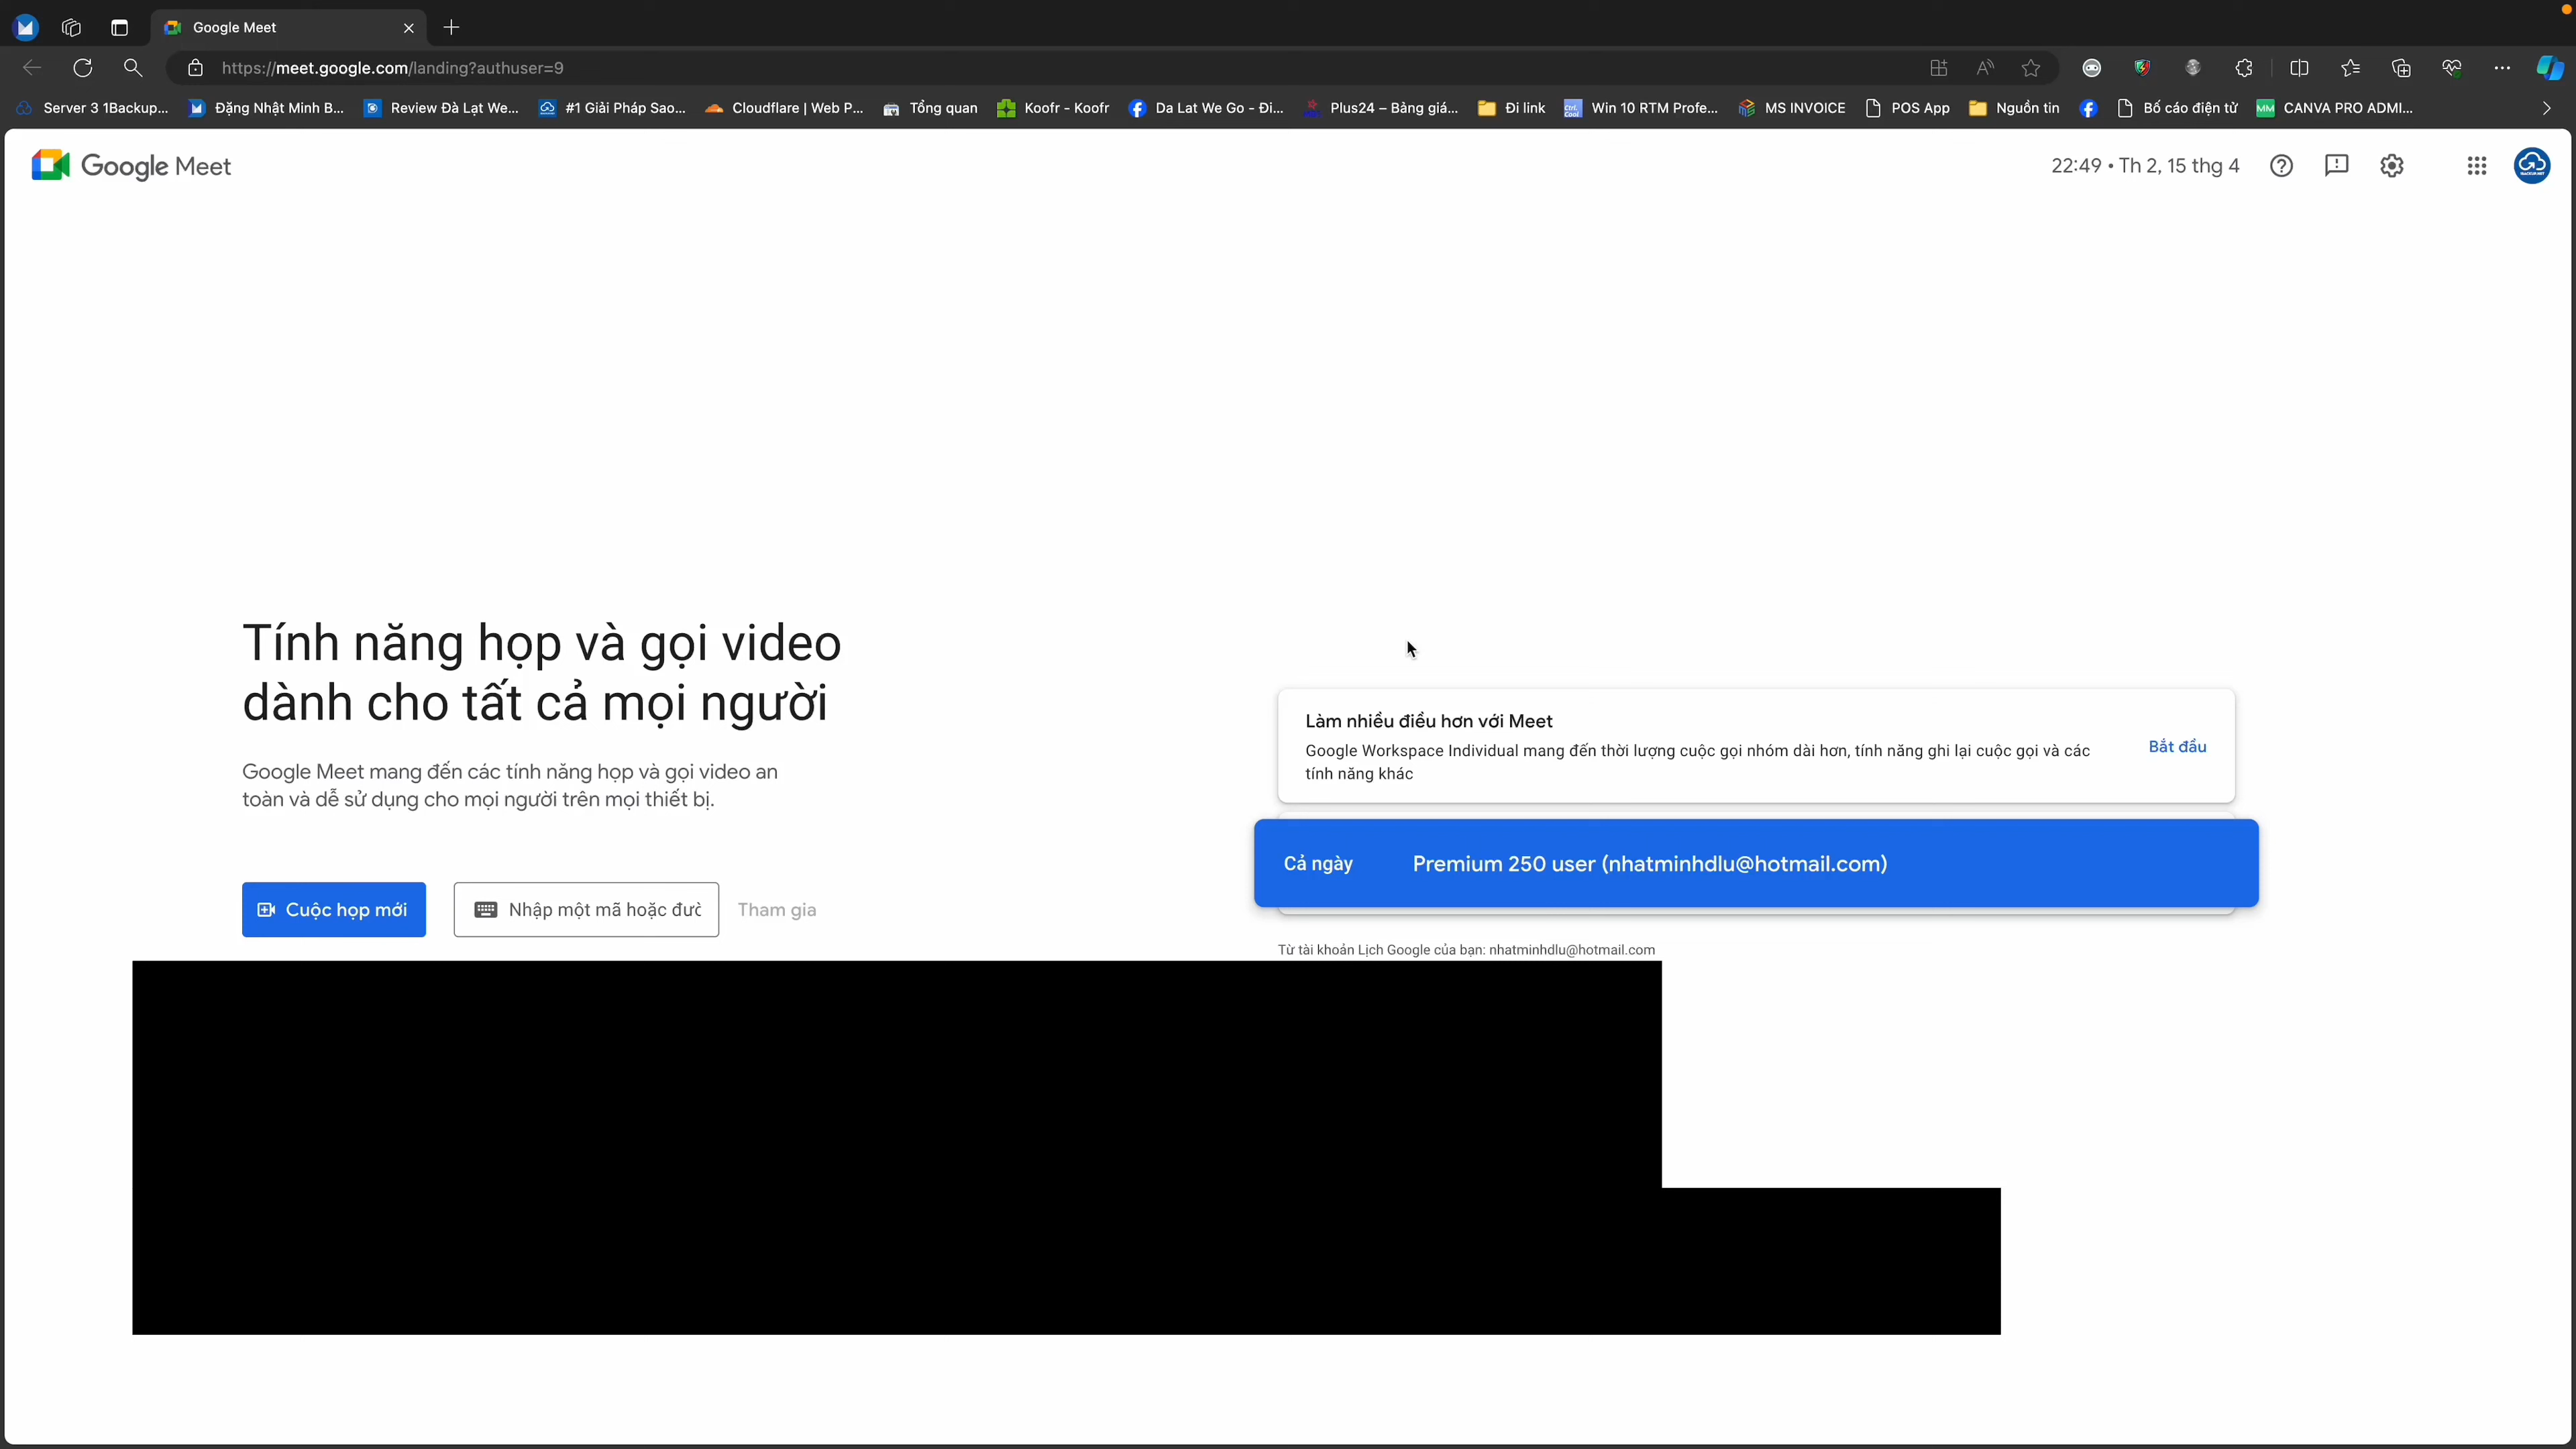 Google Meet
https://meet.google.com/landing?authuser=9
Server 3 1Backup...
Đặng Nhật Minh B...
Review Đà Lạt We...
#1 Giải Pháp Sao...
Cloudflare | Web P...
Tổng quan
Koofr - Koofr
Da Lat We Go - Đi...
Plus24 – Bảng giá...
Đi link
Win 10 RTM Profe...
MS INVOICE
POS App
Nguồn tin
Bố cáo điện tử
CANVA PRO ADMI...
Google Meet
22:49 • Th 2, 15 thg 4
Tính năng họp và gọi video
dành cho tất cả mọi người
Google Meet mang đến các tính năng họp và gọi video an
toàn và dễ sử dụng cho mọi người trên mọi thiết bị.
Cuộc họp mới
Nhập một mã hoặc đườ
Tham gia
Làm nhiều điều hơn với Meet
Google Workspace Individual mang đến thời lượng cuộc gọi nhóm dài hơn, tính năng ghi lại cuộc gọi và các
tính năng khác
Bắt đầu
Cả ngày Premium 250 user (nhatminhdlu@hotmail.com)
Từ tài khoản Lịch Google của bạn: nhatminhdlu@hotmail.com